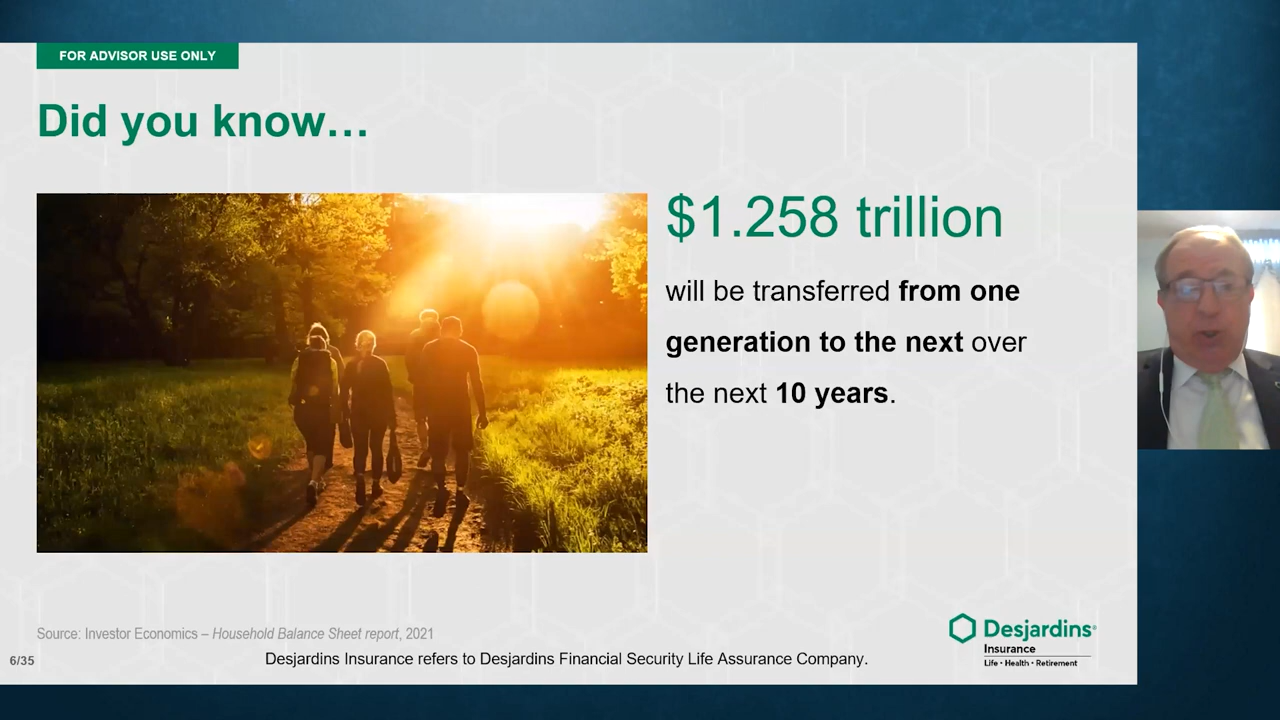 FOR ADVISOR USE ONLY
Did you know…
$1.258 trillion
will be transferred from one
generation to the next over
the next 10 years.
Source: Investor Economics – Household Balance Sheet report, 2021
6/35
Desjardins Insurance refers to Desjardins Financial Security Life Assurance Company.
Desjardins®
Insurance
Life • Health • Retirement